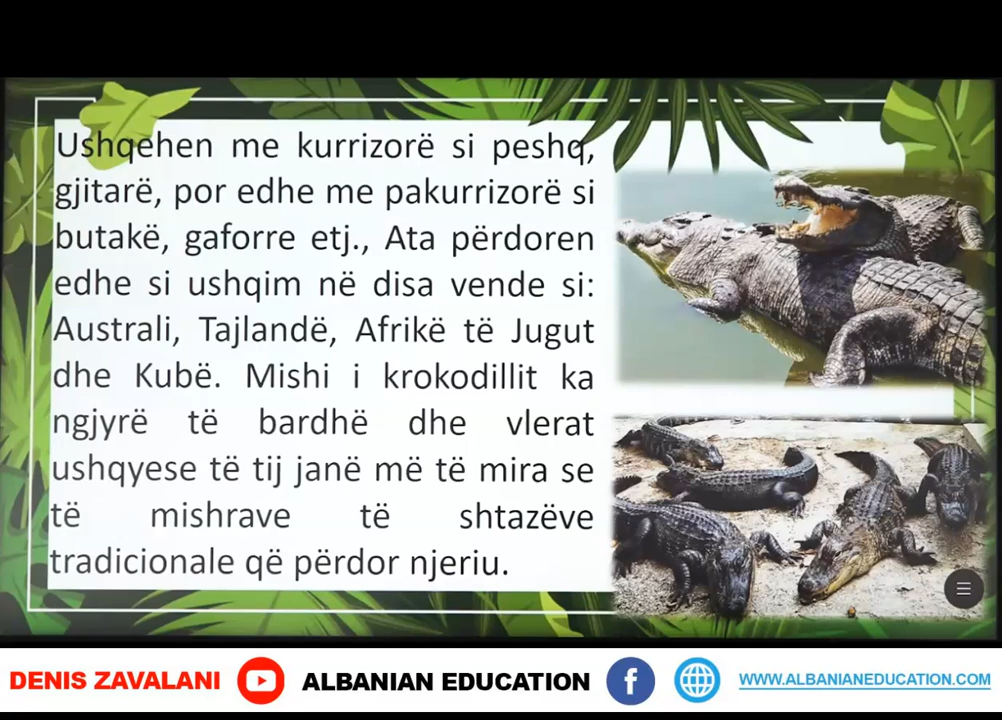 Ushqehen me kurrizorë si peshq,
gjitarë, por edhe me pakurrizorë si
butakë, gaforre etj., Ata përdoren
edhe si ushqim në disa vende si:
Australi, Tajlandë, Afrikë të Jugut
dhe Kubë. Mishi i krokodillit ka
ngjyrë të bardhë dhe vlerat
ushqyese të tij janë më të mira se
të mishrave të shtazëve
tradicionale që përdor njeriu.
DENIS ZAVALANI ALBANIAN EDUCATION f WWW.ALBANIANEDUCATION.COM